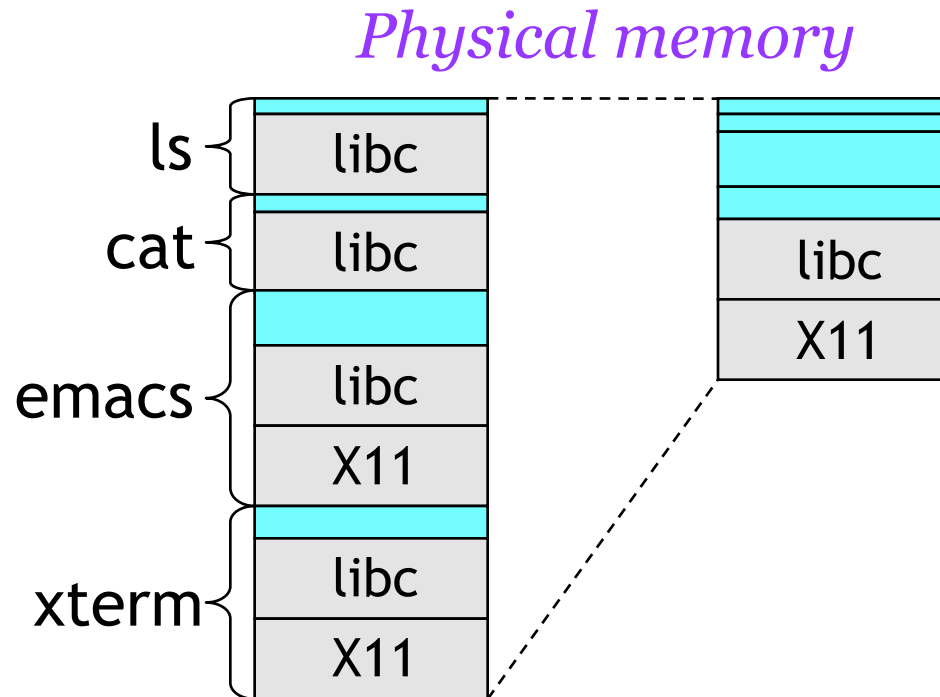 Physical memory
ls
libc
cat
libc
emacs
libc
X11
xterm
libc
X11
libc
X11